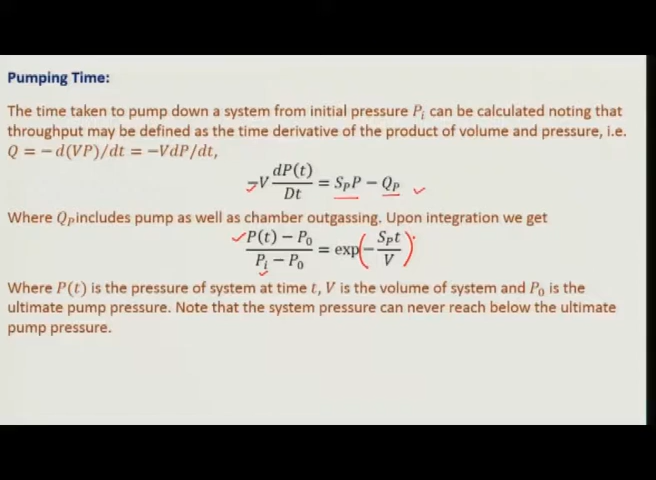 Pumping Time:
The time taken to pump down a system from initial pressure P_i can be calculated noting that
throughput may be defined as the time derivative of the product of volume and pressure, i.e.
Q = −d(VP)/dt = −VdP/dt,
−V dP(t)/Dt = S_P P − Q_P
Where Q_P includes pump as well as chamber outgassing. Upon integration we get
(P(t) − P_0)/(P_i − P_0) = exp(− S_P t/V)
Where P(t) is the pressure of system at time t, V is the volume of system and P_0 is the
ultimate pump pressure. Note that the system pressure can never reach below the ultimate
pump pressure.